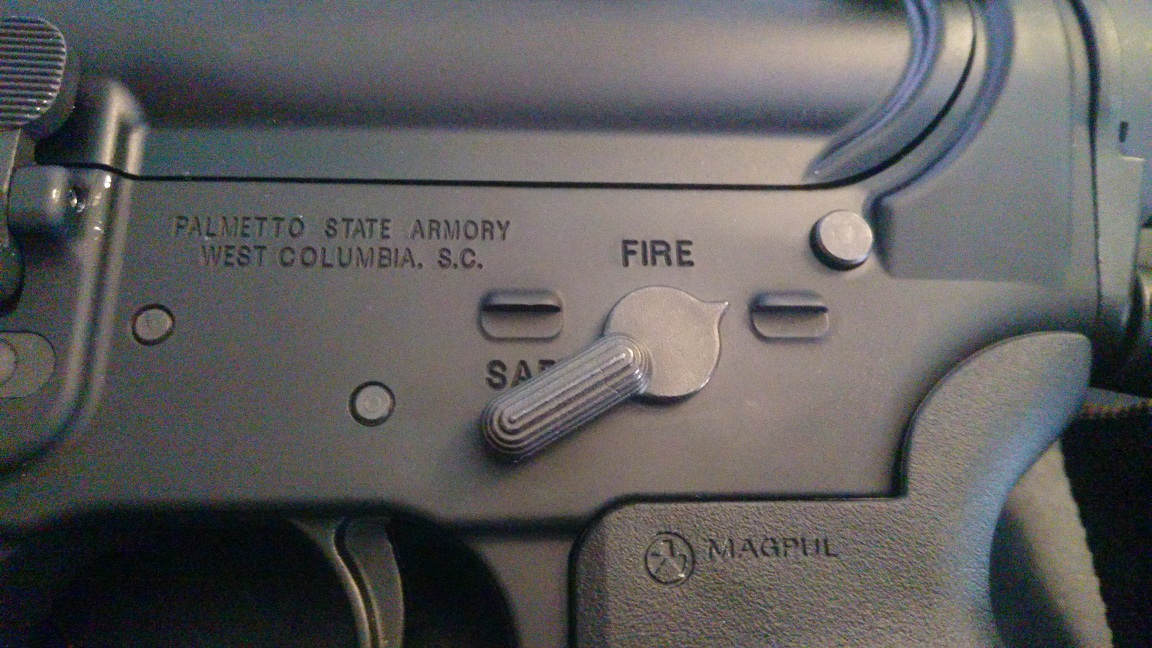 PALMETTO STATE ARMORY
WEST COLUMBIA, S.C.
FIRE
MAGPUL